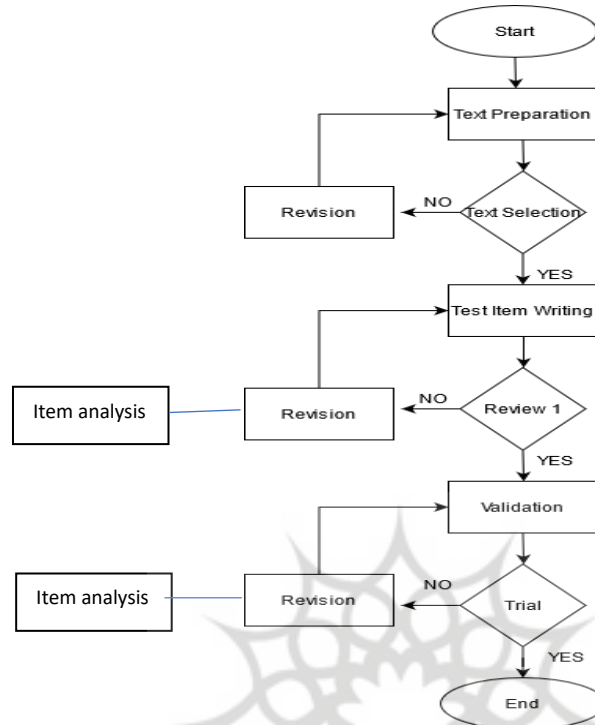 Start
Text Preparation
NO
Revision
Text Selection
YES
Test Item Writing
NO
Item analysis
Revision
Review 1
YES
Validation
NO
Item analysis
Revision
Trial
YES
End